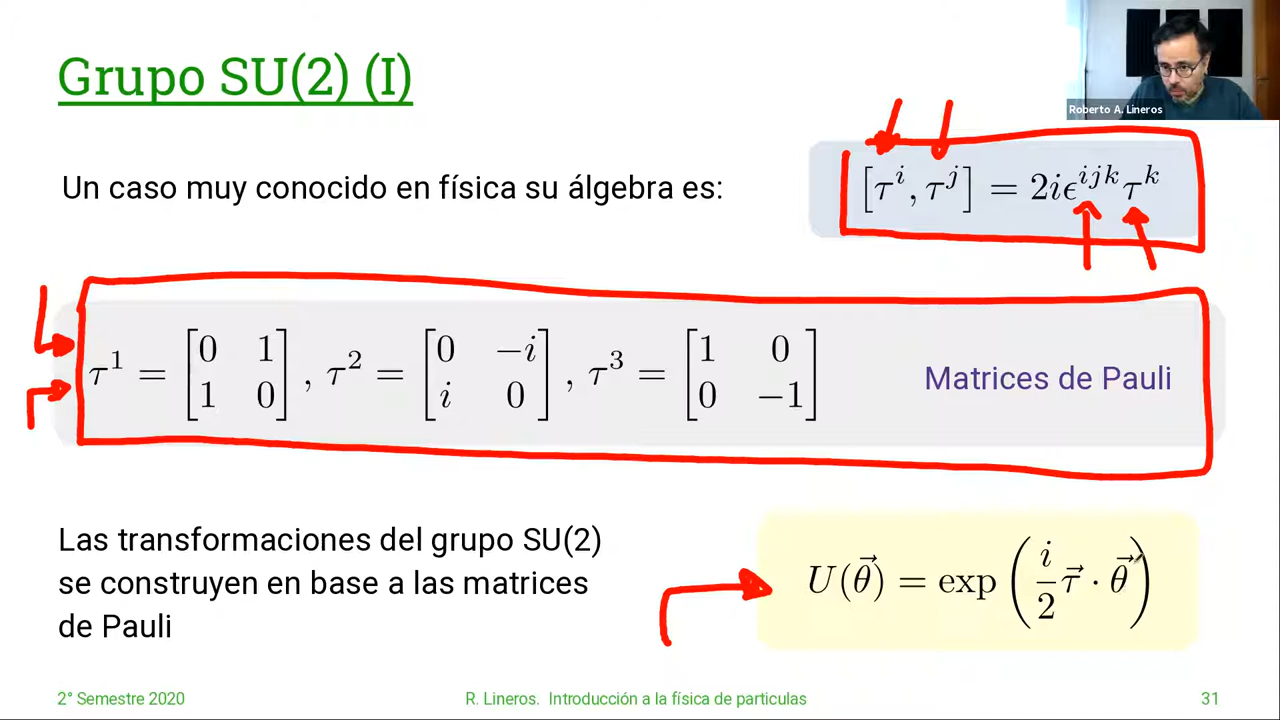 Grupo SU(2) (I)
Roberto A. Lineros
Un caso muy conocido en física su álgebra es:
[τ^i, τ^j] = 2iϵ^{ijk}τ^k
τ^1 = [0 1; 1 0], τ^2 = [0 −i; i 0], τ^3 = [1 0; 0 −1]
Matrices de Pauli
Las transformaciones del grupo SU(2)
se construyen en base a las matrices
de Pauli
U(θ⃗) = exp(i/2 τ⃗ · θ⃗)
2° Semestre 2020
R. Lineros. Introducción a la física de particulas
31